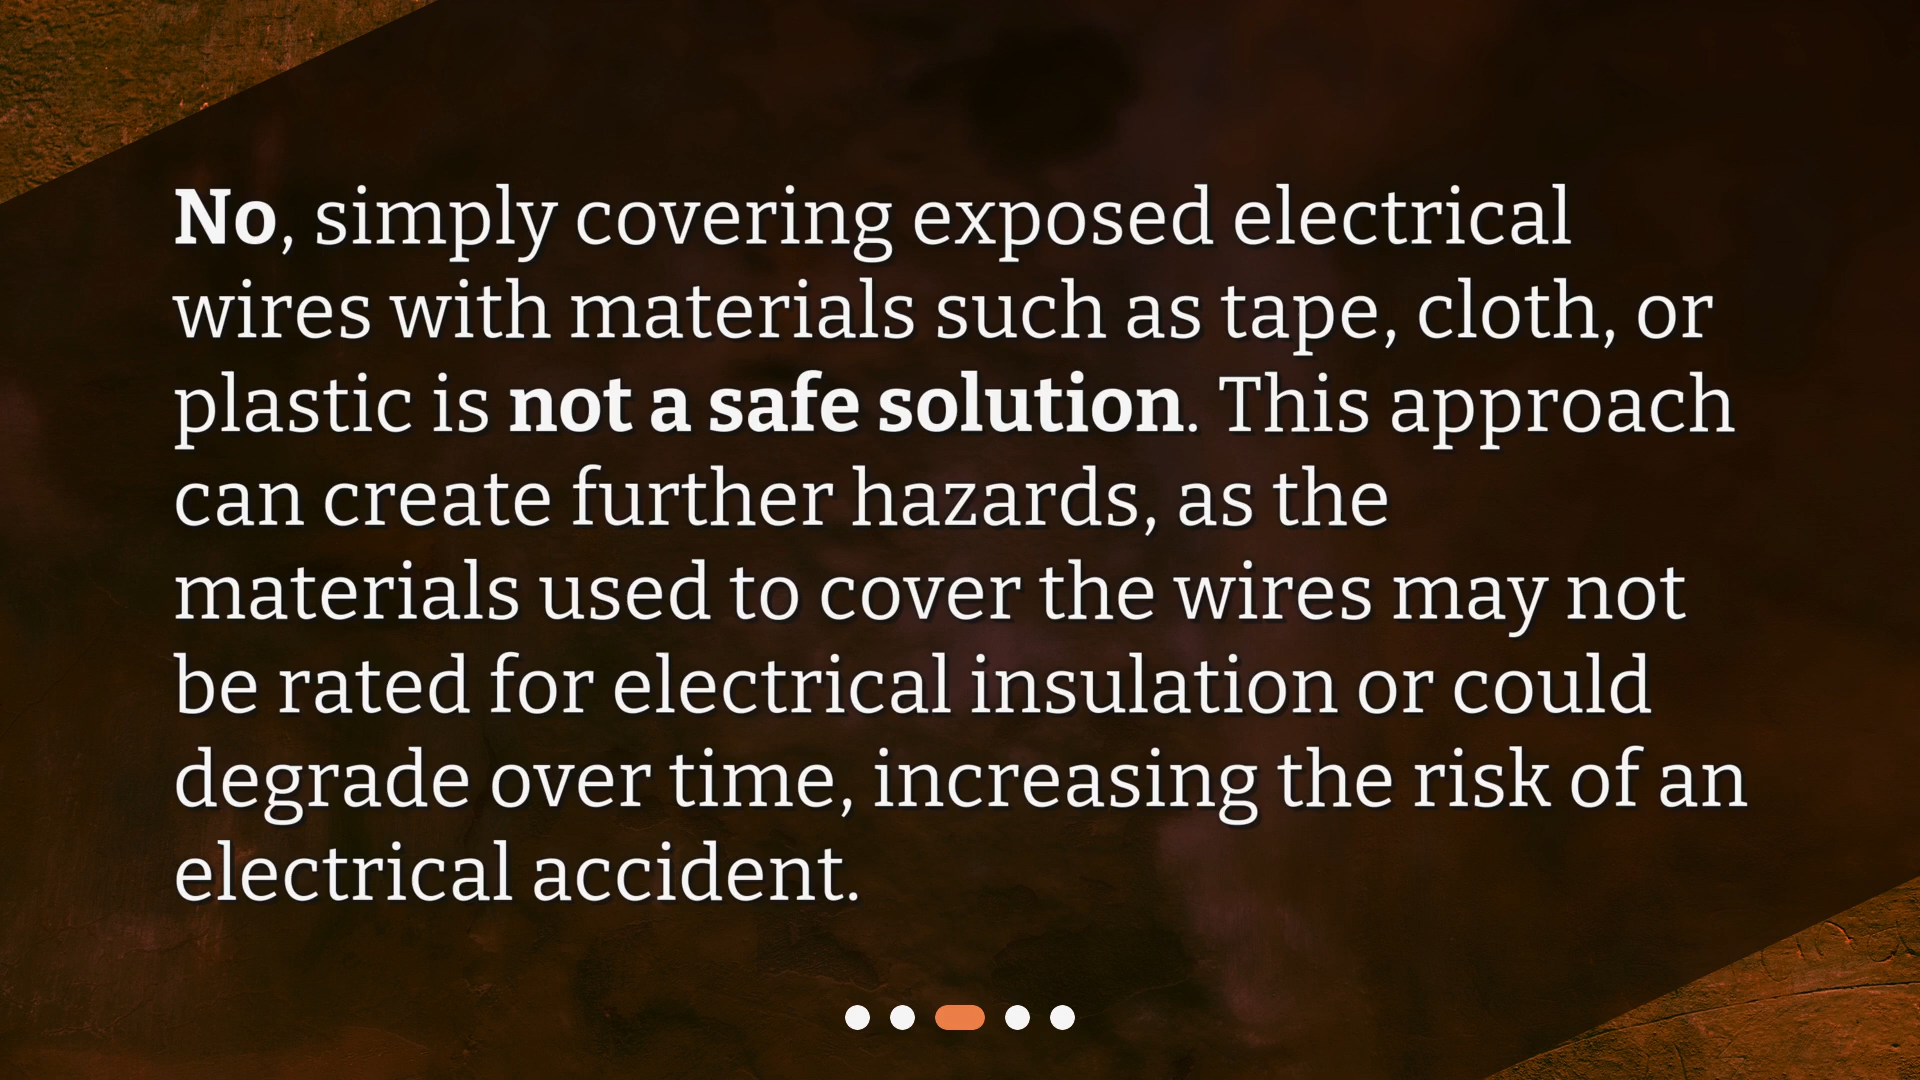 No, simply covering exposed electrical
wires with materials such as tape, cloth, or
plastic is not a safe solution. This approach
can create further hazards, as the
materials used to cover the wires may not
be rated for electrical insulation or could
degrade over time, increasing the risk of an
electrical accident.